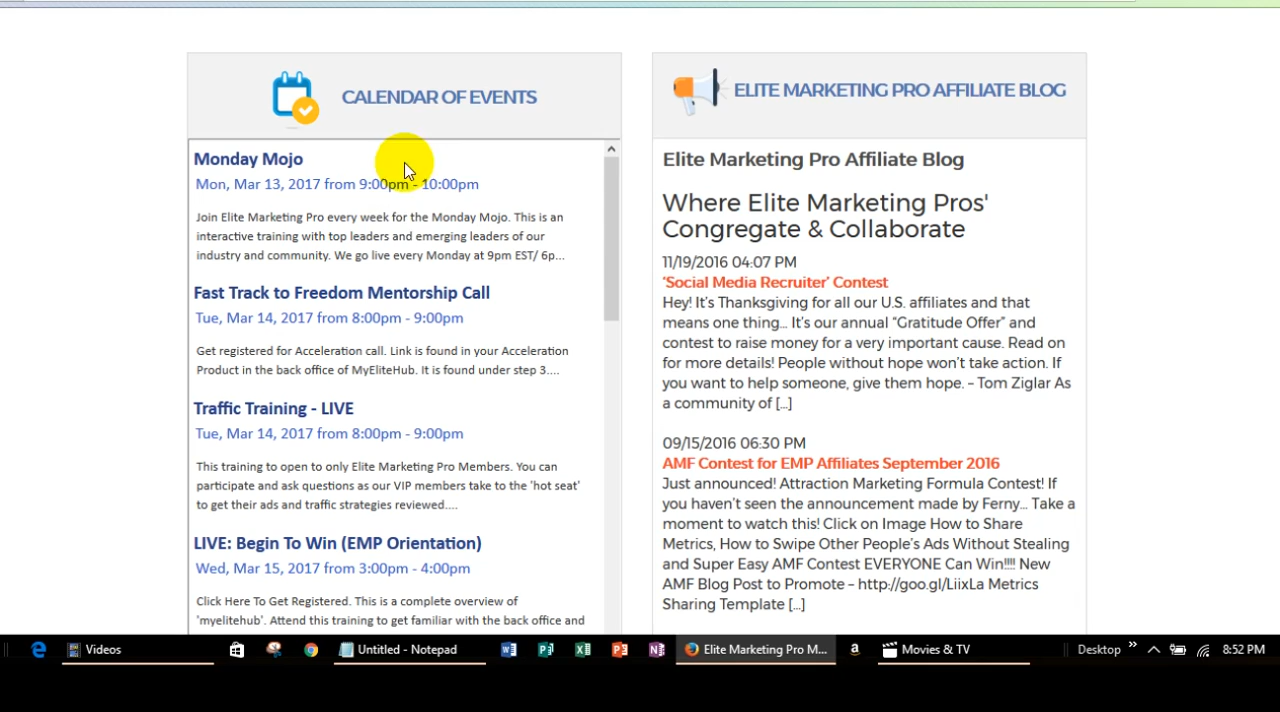 CALENDAR OF EVENTS
Monday Mojo
Mon, Mar 13, 2017 from 9:00pm - 10:00pm
Join Elite Marketing Pro every week for the Monday Mojo. This is an
interactive training with top leaders and emerging leaders of our
industry and community. We go live every Monday at 9pm EST/ 6p...
Fast Track to Freedom Mentorship Call
Tue, Mar 14, 2017 from 8:00pm - 9:00pm
Get registered for Acceleration call. Link is found in your Acceleration
Product in the back office of MyEliteHub. It is found under step 3....
Traffic Training - LIVE
Tue, Mar 14, 2017 from 8:00pm - 9:00pm
This training to open to only Elite Marketing Pro Members. You can
participate and ask questions as our VIP members take to the 'hot seat'
to get their ads and traffic strategies reviewed....
LIVE: Begin To Win (EMP Orientation)
Wed, Mar 15, 2017 from 3:00pm - 4:00pm
Click Here To Get Registered. This is a complete overview of
'myelitehub'. Attend this training to get familiar with the back office and
ELITE MARKETING PRO AFFILIATE BLOG
Elite Marketing Pro Affiliate Blog
Where Elite Marketing Pros'
Congregate & Collaborate
11/19/2016 04:07 PM
‘Social Media Recruiter’ Contest
Hey! It’s Thanksgiving for all our U.S. affiliates and that
means one thing… It’s our annual “Gratitude Offer” and
contest to raise money for a very important cause. Read on
for more details! People without hope won’t take action. If
you want to help someone, give them hope. – Tom Ziglar As
a community of [...]
09/15/2016 06:30 PM
AMF Contest for EMP Affiliates September 2016
Just announced! Attraction Marketing Formula Contest! If
you haven’t seen the announcement made by Ferny… Take a
moment to watch this! Click on Image How to Share
Metrics, How to Swipe Other People’s Ads Without Stealing
and Super Easy AMF Contest EVERYONE Can Win!!!! New
AMF Blog Post to Promote – http://goo.gl/LiixLa Metrics
Sharing Template [...]
Videos
Untitled - Notepad
Elite Marketing Pro M...
Movies & TV
Desktop
8:52 PM